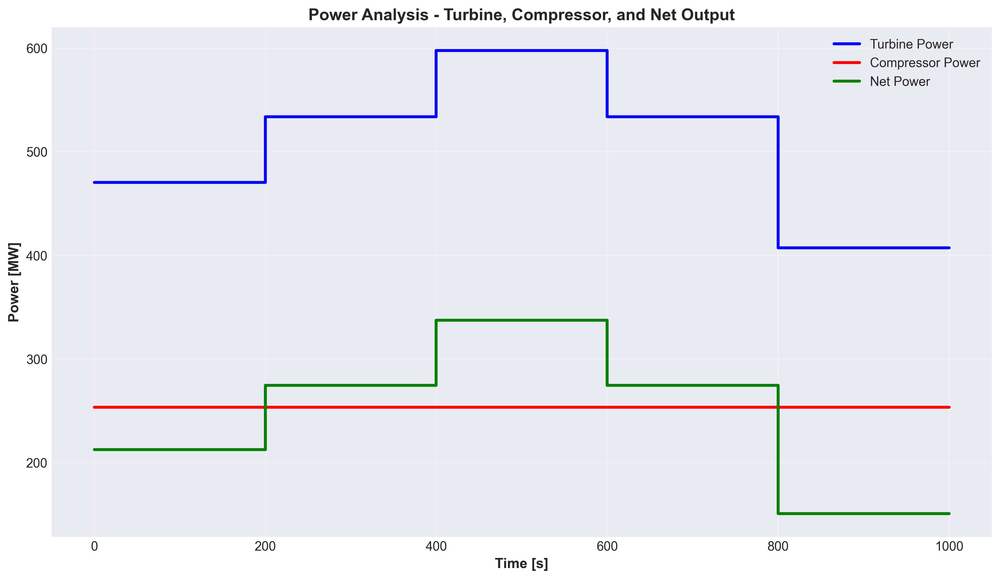 Power Analysis - Turbine, Compressor, and Net Output
Turbine Power
Compressor Power
Net Power
600
500
400
300
200
Power [MW]
0 200 400 600 800 1000
Time [s]